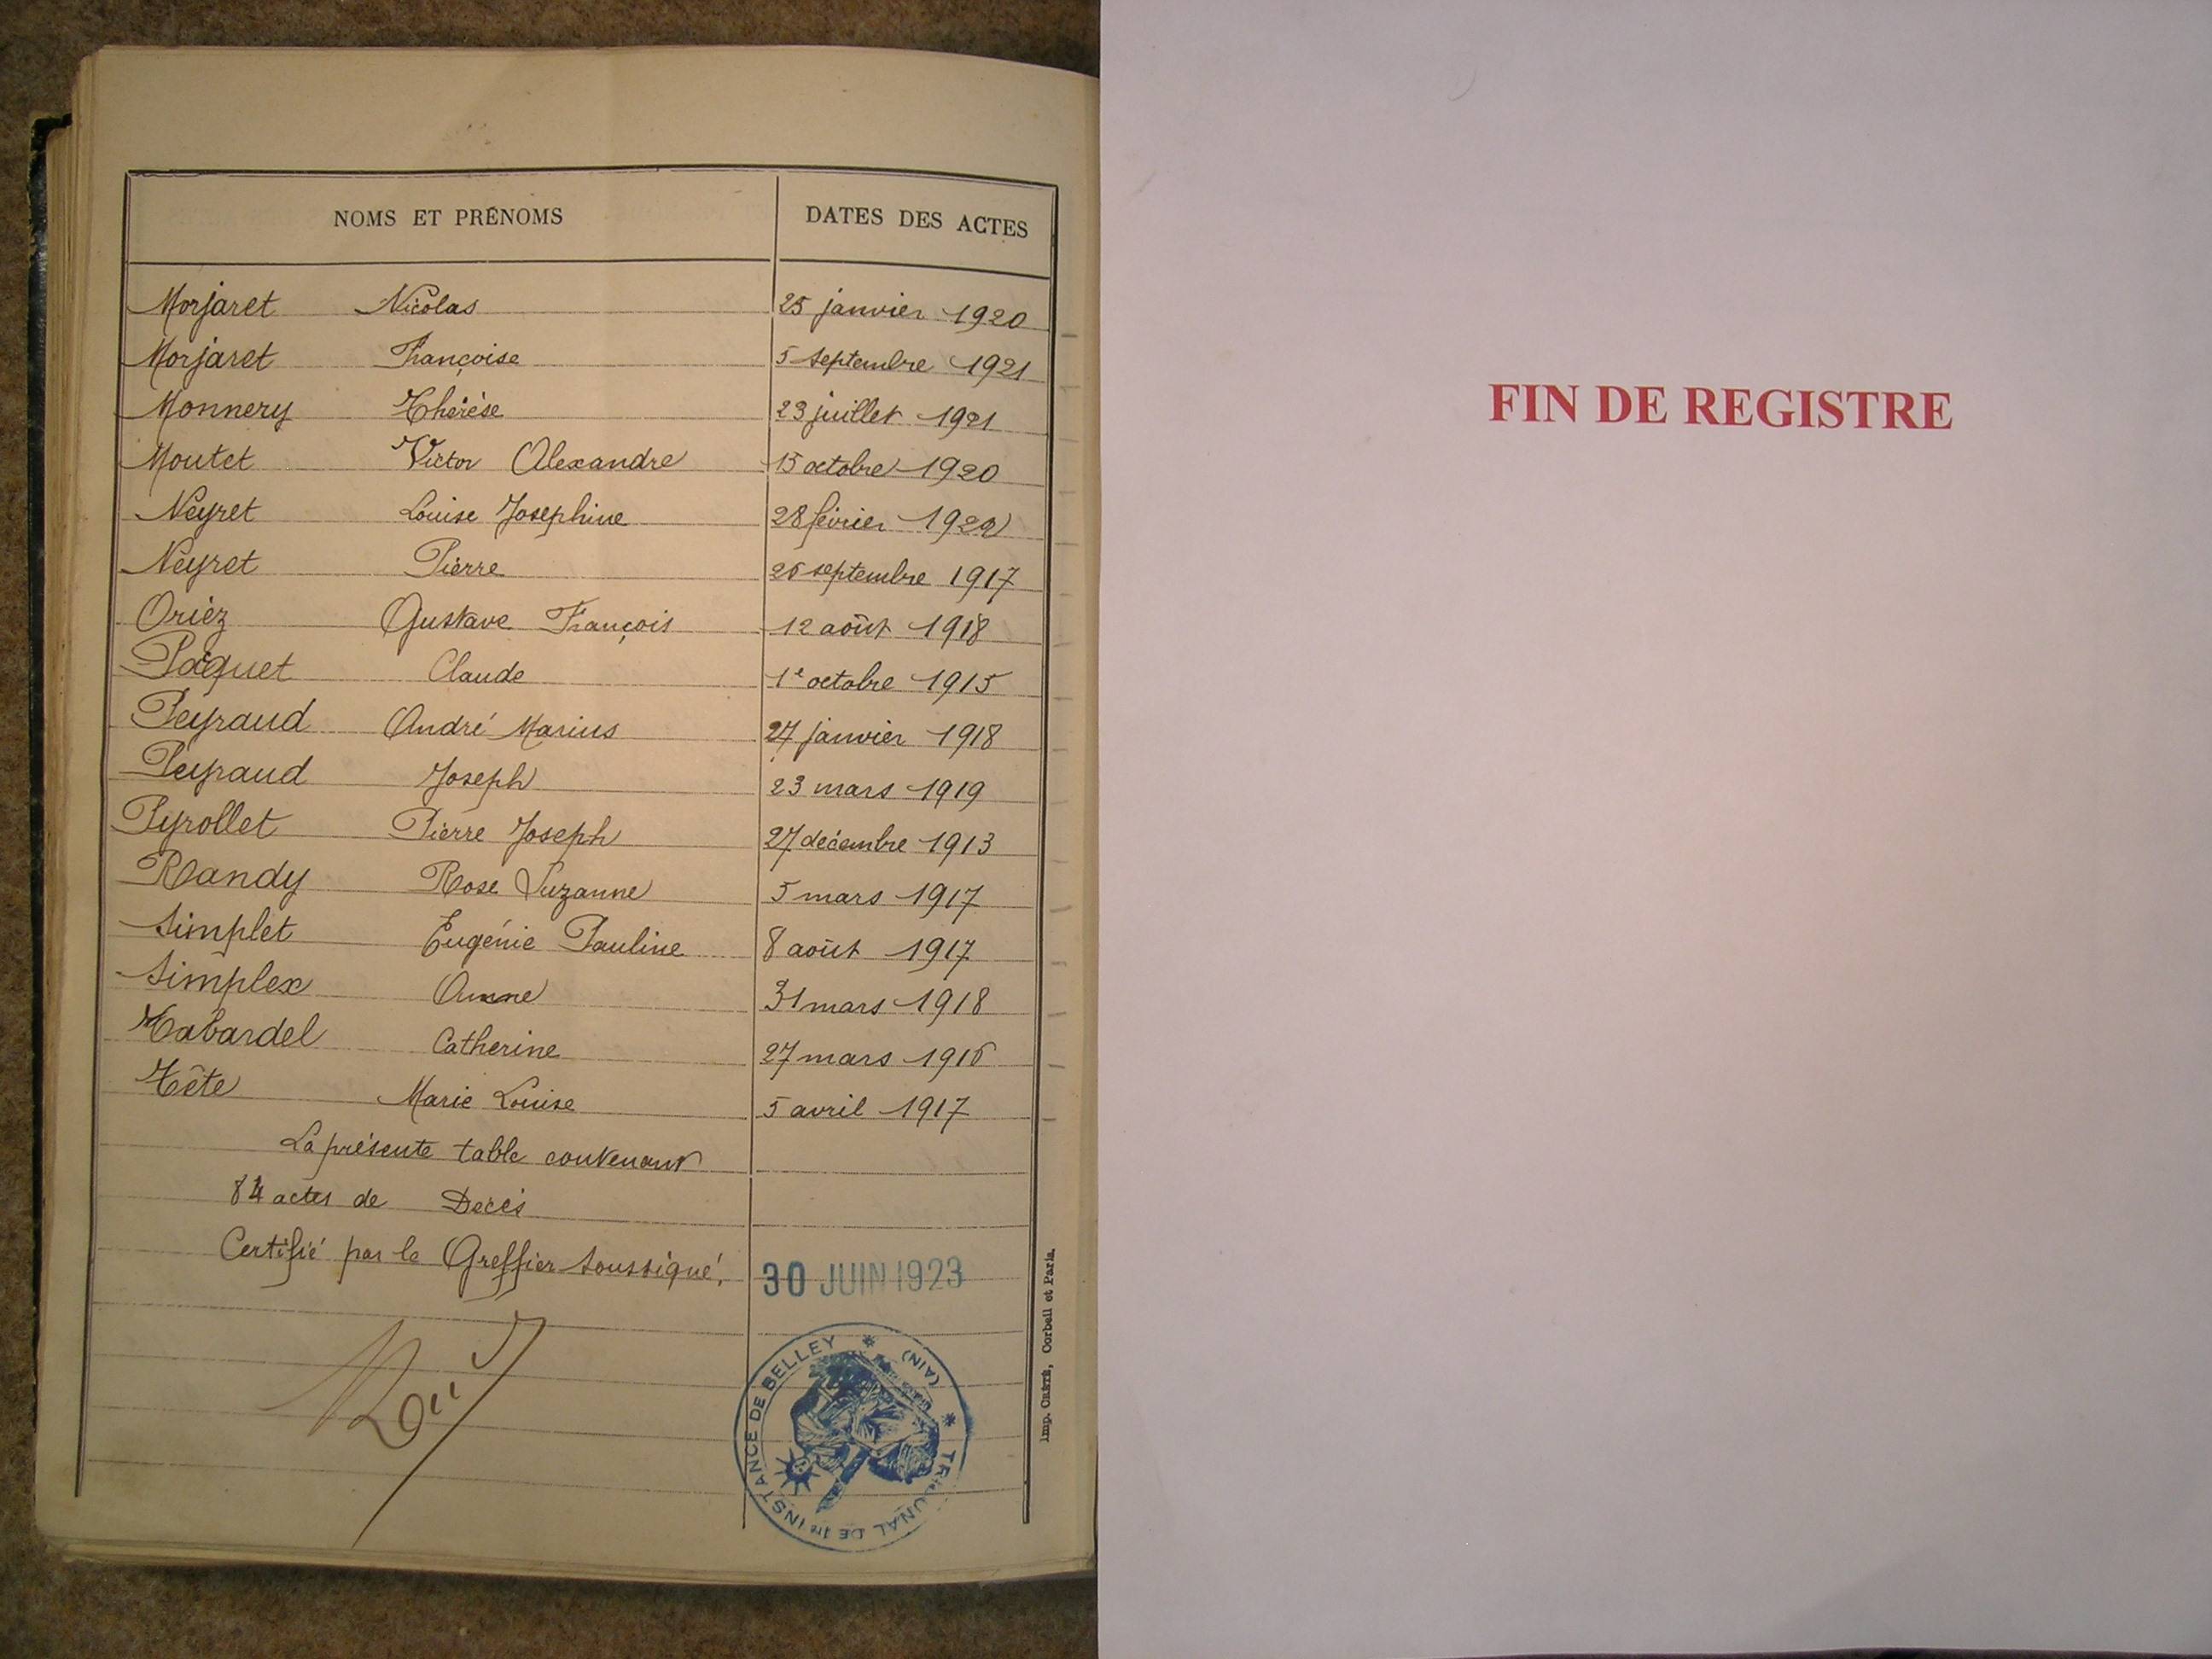 NOMS ET PRÉNOMS DATES DES ACTES
Morjaret Nicolas 25 janvier 1920
Morjaret Françoise 5 septembre 1921
Monnery Thérèse 23 juillet 1921
Moutet Victor Alexandre 15 octobre 1920
Neyret Louise Josephine 28 février 1922
Neyret Pierre 26 septembre 1917
Oriez Gustave François 12 août 1918
Paquet Claude 1e octobre 1915
Peyraud André Marius 27 janvier 1918
Peyraud Joseph 23 mars 1919
Peyrollet Pierre Joseph 27 décembre 1913
Randy Rose Suzanne 5 mars 1917
Simplet Eugénie Pauline 8 août 1917
Simplex Anne 31 mars 1918
Tabardel Catherine 27 mars 1916
Tête Marie Louise 5 avril 1917
La présente table contenant
84 actes de Décès
Certifié par le Greffier soussigné,
30 JUIN 1923
TRIBUNAL DE 1re INSTANCE DE BELLEY * (AIN) *
Imp. CRÉTÉ, Corbeil et Paris.
FIN DE REGISTRE